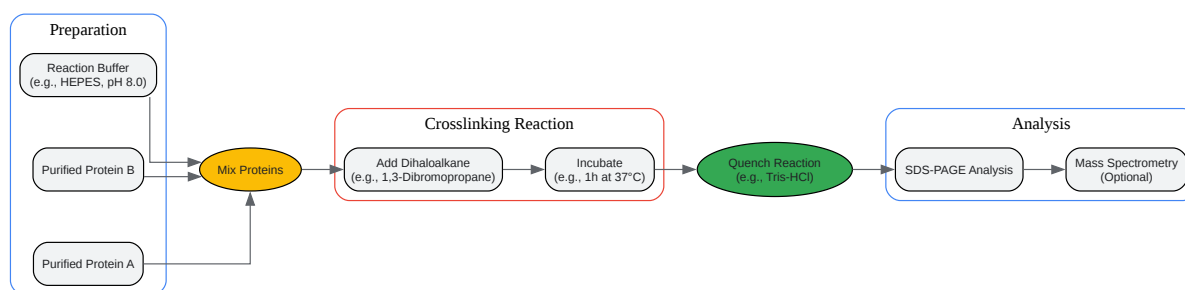 Preparation
Reaction Buffer
(e.g., HEPES, pH 8.0)
Purified Protein B
Purified Protein A
Mix Proteins
Crosslinking Reaction
Add Dihaloalkane
(e.g., 1,3-Dibromopropane)
Incubate
(e.g., 1h at 37°C)
Quench Reaction
(e.g., Tris-HCl)
Analysis
SDS-PAGE Analysis
Mass Spectrometry
(Optional)